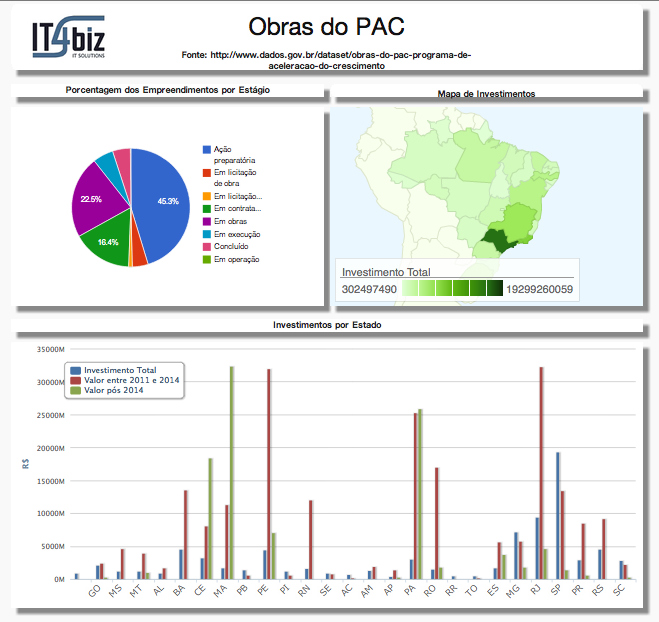 IT4biz
IT SOLUTIONS
Obras do PAC
Fonte: http://www.dados.gov.br/dataset/obras-do-pac-programa-de-
aceleracao-do-crescimento
Porcentagem dos Empreendimentos por Estágio
45.3%
22.5%
16.4%
Ação
preparatória
Em licitação
de obra
Em licitação...
Em contrata...
Em obras
Em execução
Concluído
Em operação
Mapa de Investimentos
Investimento Total
302497490
19299260059
Investimentos por Estado
35000M
30000M
25000M
20000M
15000M
10000M
5000M
0M
R$
Investimento Total
Valor entre 2011 e 2014
Valor pós 2014
GO MS MT AL BA CE MA PB PE PI RN SE AC AM AP PA RO RR TO ES MG RJ SP PR RS SC